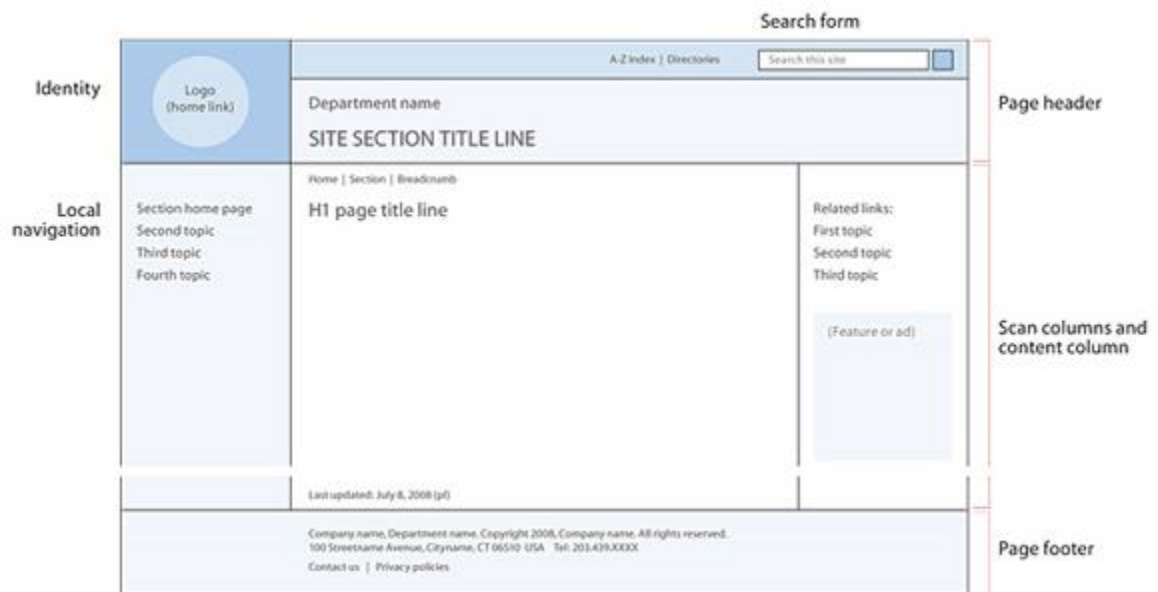 Search form
Identity
Logo
(home link)
A-Z Index | Directories
Search this site
Department name
SITE SECTION TITLE LINE
Page header
Local
navigation
Section home page
Second topic
Third topic
Fourth topic
Home | Section | Breadcrumb
H1 page title line
Related links:
First topic
Second topic
Third topic
(Feature or ad)
Scan columns and
content column
Last updated: July 8, 2008 (pl)
Company name, Department name. Copyright 2008, Company name. All rights reserved.
100 Streetname Avenue, Cityname, CT 06510 USA Tel: 203.439.XXXX
Contact us | Privacy policies
Page footer